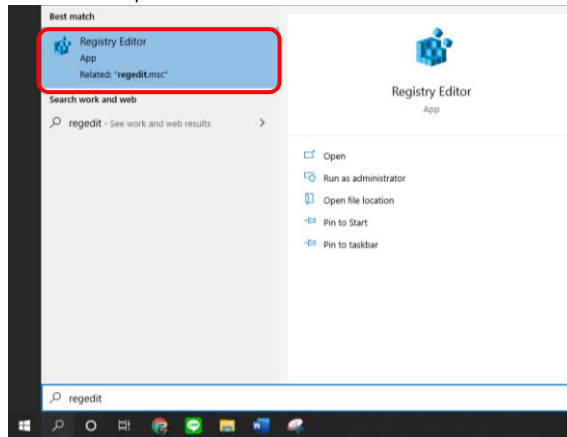 Best match
Registry Editor
App
Related: "regedit.msc"
Search work and web
regedit - See work and web results
Registry Editor
App
Open
Run as administrator
Open file location
Pin to Start
Pin to taskbar
regedit